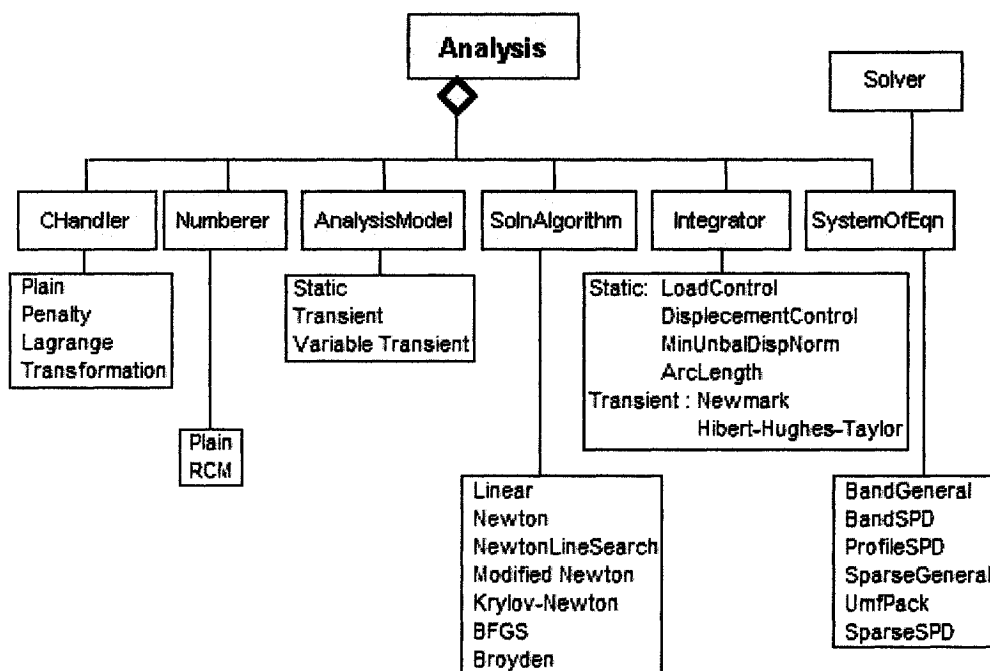 Analysis
Solver
CHandler
Numberer
AnalysisModel
SolnAlgorithm
Integrator
SystemOfEqn
Plain
Penalty
Lagrange
Transformation
Plain
RCM
Static
Transient
Variable Transient
Linear
Newton
NewtonLineSearch
Modified Newton
Krylov-Newton
BFGS
Broyden
Static: LoadControl
DisplecementControl
MinUnbalDispNorm
ArcLength
Transient : Newmark
Hibert-Hughes-Taylor
BandGeneral
BandSPD
ProfileSPD
SparseGeneral
UmfPack
SparseSPD